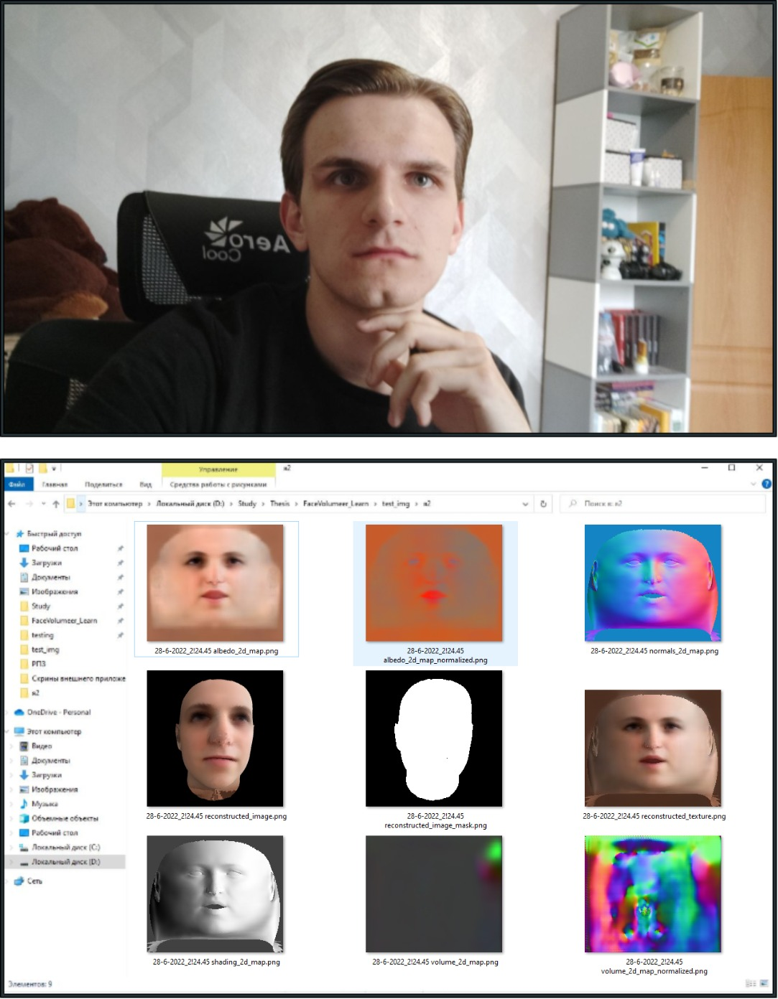 Aero
Cool
Управление
я2
Файл
Главная
Поделиться
Вид
Средства работы с рисунками
Этот компьютер › Локальный диск (D:) › Study › Thesis › FaceVolumeer_Learn › test_img › я2
Поиск в: я2
Быстрый доступ
Рабочий стол
Загрузки
Документы
Изображения
Study
FaceVolumeer_Learn
testing
test_img
РПЗ
Скрины внешнего приложе
я2
OneDrive - Personal
Этот компьютер
Видео
Документы
Загрузки
Изображения
Музыка
Объемные объекты
Рабочий стол
Локальный диск (C:)
Локальный диск (D:)
Сеть
28-6-2022_2!24.45 albedo_2d_map.png
28-6-2022_2!24.45
albedo_2d_map_normalized.png
28-6-2022_2!24.45 normals_2d_map.png
28-6-2022_2!24.45 reconstructed_image.png
28-6-2022_2!24.45
reconstructed_image_mask.png
28-6-2022_2!24.45 reconstructed_texture.png
28-6-2022_2!24.45 shading_2d_map.png
28-6-2022_2!24.45 volume_2d_map.png
28-6-2022_2!24.45
volume_2d_map_normalized.png
Элементов: 9